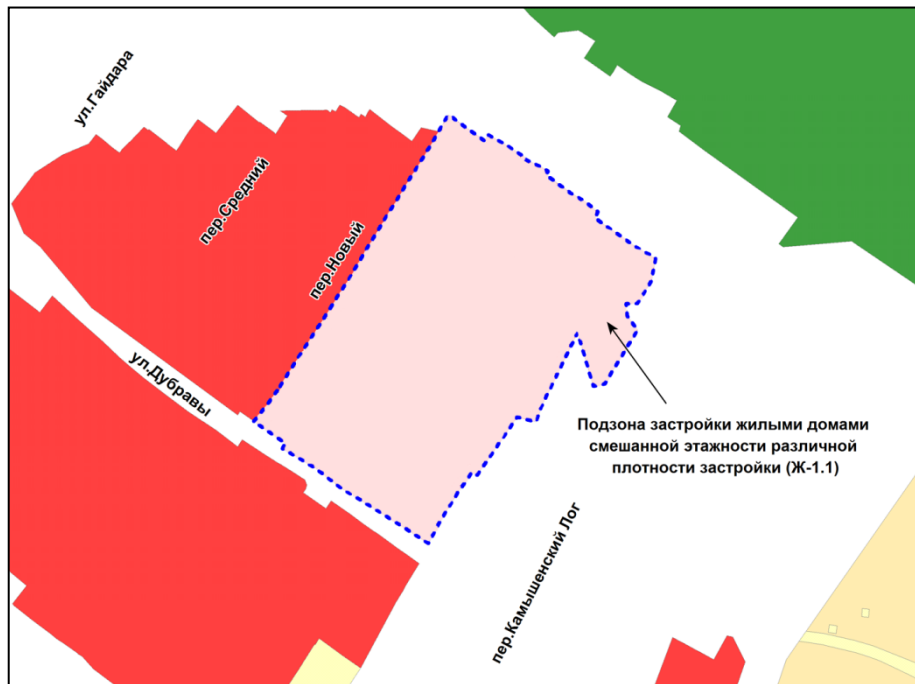 ул.Гайдара
пер.Средний
пер.Новый
ул.Дубравы
Подзона застройки жилыми домами
смешанной этажности различной
плотности застройки (Ж-1.1)
пер.Камышенский Лог